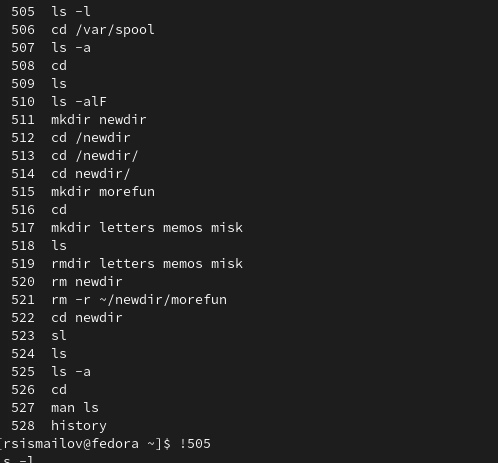 505 ls -l
506 cd /var/spool
507 ls -a
508 cd
509 ls
510 ls -alF
511 mkdir newdir
512 cd /newdir
513 cd /newdir/
514 cd newdir/
515 mkdir morefun
516 cd
517 mkdir letters memos misk
518 ls
519 rmdir letters memos misk
520 rm newdir
521 rm -r ~/newdir/morefun
522 cd newdir
523 sl
524 ls
525 ls -a
526 cd
527 man ls
528 history
[rsismailov@fedora ~]$ !505
ls -l